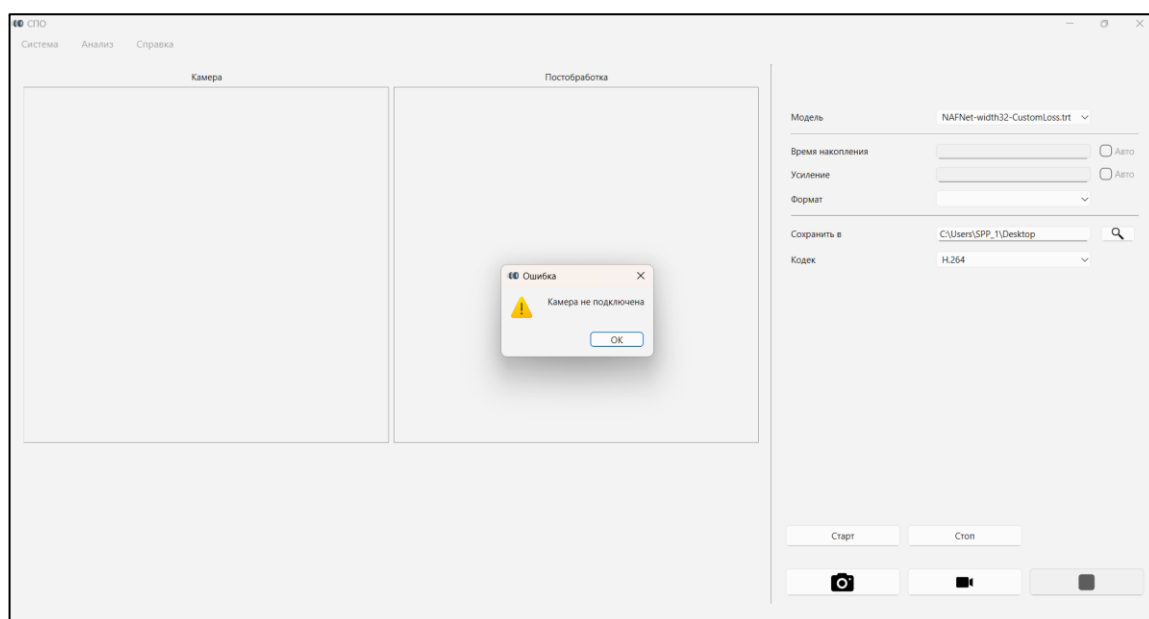 СПО
Система Анализ Справка
Камера Постобработка
Модель NAFNet-width32-CustomLoss.trt
Время накопления Авто
Усиление Авто
Формат
Сохранить в C:\Users\SPP_1\Desktop
Кодек H.264
Ошибка
Камера не подключена
OK
Старт Стоп